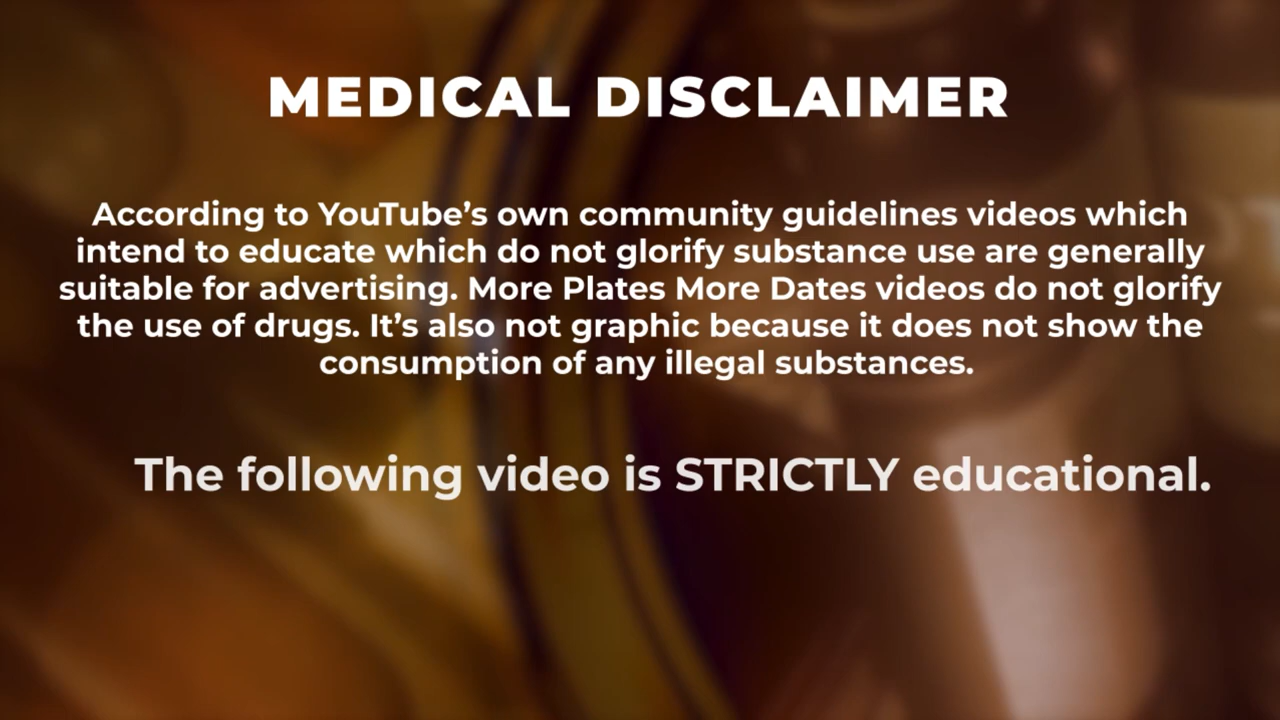 MEDICAL DISCLAIMER
According to YouTube’s own community guidelines videos which
intend to educate which do not glorify substance use are generally
suitable for advertising. More Plates More Dates videos do not glorify
the use of drugs. It’s also not graphic because it does not show the
consumption of any illegal substances.
The following video is STRICTLY educational.